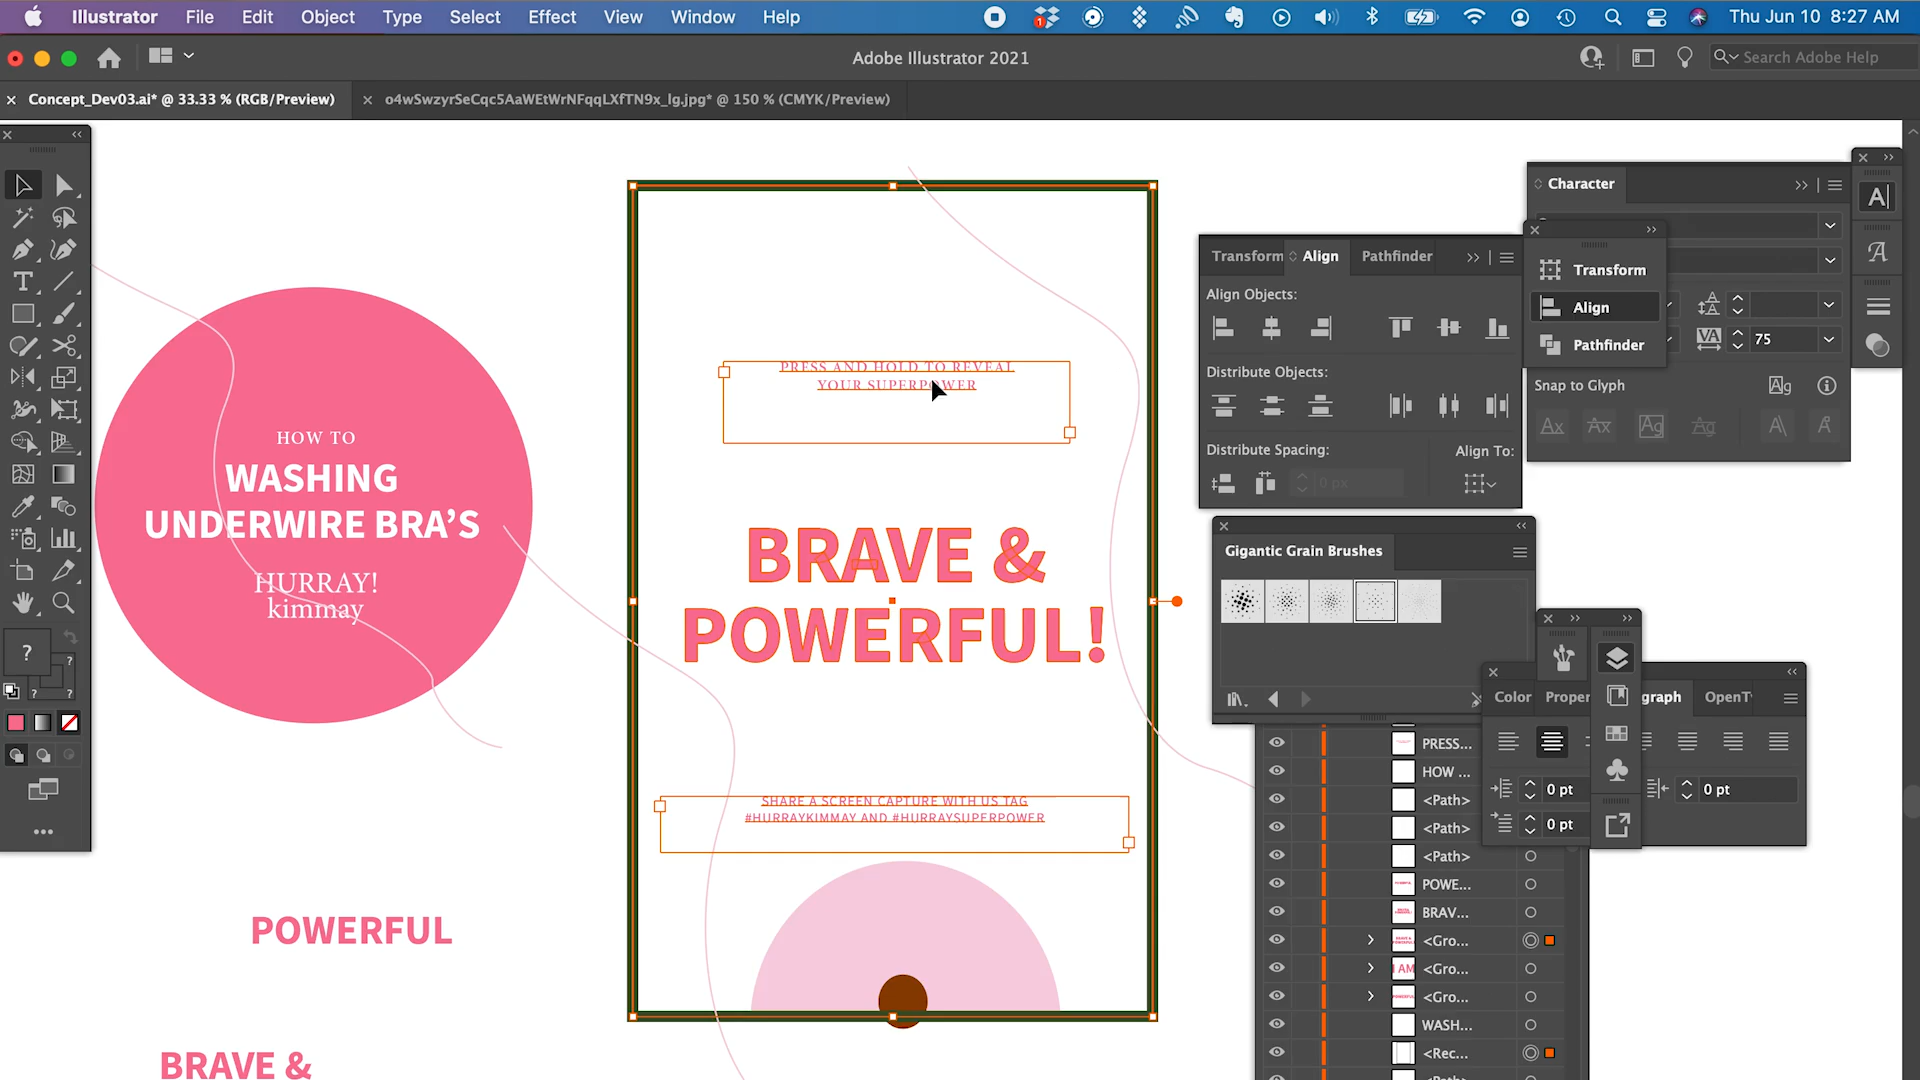 Illustrator File Edit Object Type Select Effect View Window Help
1
Thu Jun 10 8:27 AM
Adobe Illustrator 2021
Search Adobe Help
× Concept_Dev03.ai* @ 33.33 % (RGB/Preview)
× o4wSwzyrSeCqc5AaWEtWrNFqqLXfTN9x_lg.jpg* @ 150 % (CMYK/Preview)
HOW TO
WASHING
UNDERWIRE BRA’S
HURRAY!
kimmay
POWERFUL
BRAVE &
PRESS AND HOLD TO REVEAL
YOUR SUPERPOWER
BRAVE &
POWERFUL!
SHARE A SCREEN CAPTURE WITH US TAG
#HURRAYKIMMAY AND #HURRAYSUPERPOWER
Transform Align Pathfinder
Align Objects:
Distribute Objects:
Distribute Spacing:
Align To:
0 px
Character
Transform
Align
Pathfinder
75
Snap to Glyph
Gigantic Grain Brushes
Color Proper graph OpenT
0 pt
0 pt
0 pt
PRESS...
HOW ...
<Path>
<Path>
<Path>
POWE...
BRAV...
<Gro...
<Gro...
<Gro...
WASH...
<Rec...